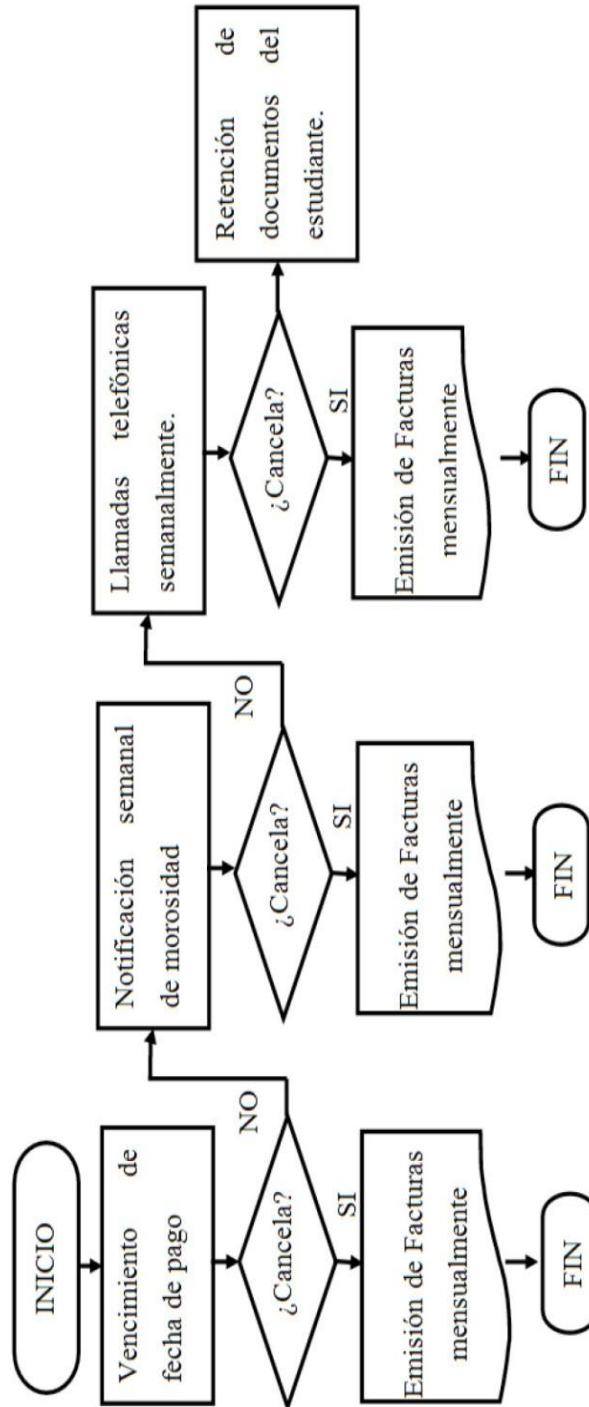 INICIO
Vencimiento de
fecha de pago
¿Cancela?
NO
SI
Emisión de Facturas
mensualmente
FIN
Notificación semanal
de morosidad
¿Cancela?
NO
SI
Emisión de Facturas
mensualmente
FIN
Llamadas telefónicas
semanalmente.
¿Cancela?
SI
Emisión de Facturas
mensualmente
FIN
Retención de
documentos del
estudiante.